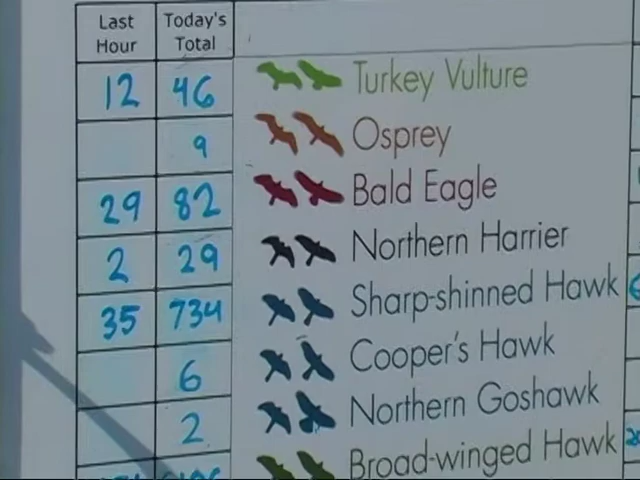 Last Hour Today's Total
12 46 Turkey Vulture
9 Osprey
29 82 Bald Eagle
2 29 Northern Harrier
35 734 Sharp-shinned Hawk
6 Cooper's Hawk
2 Northern Goshawk
Broad-winged Hawk